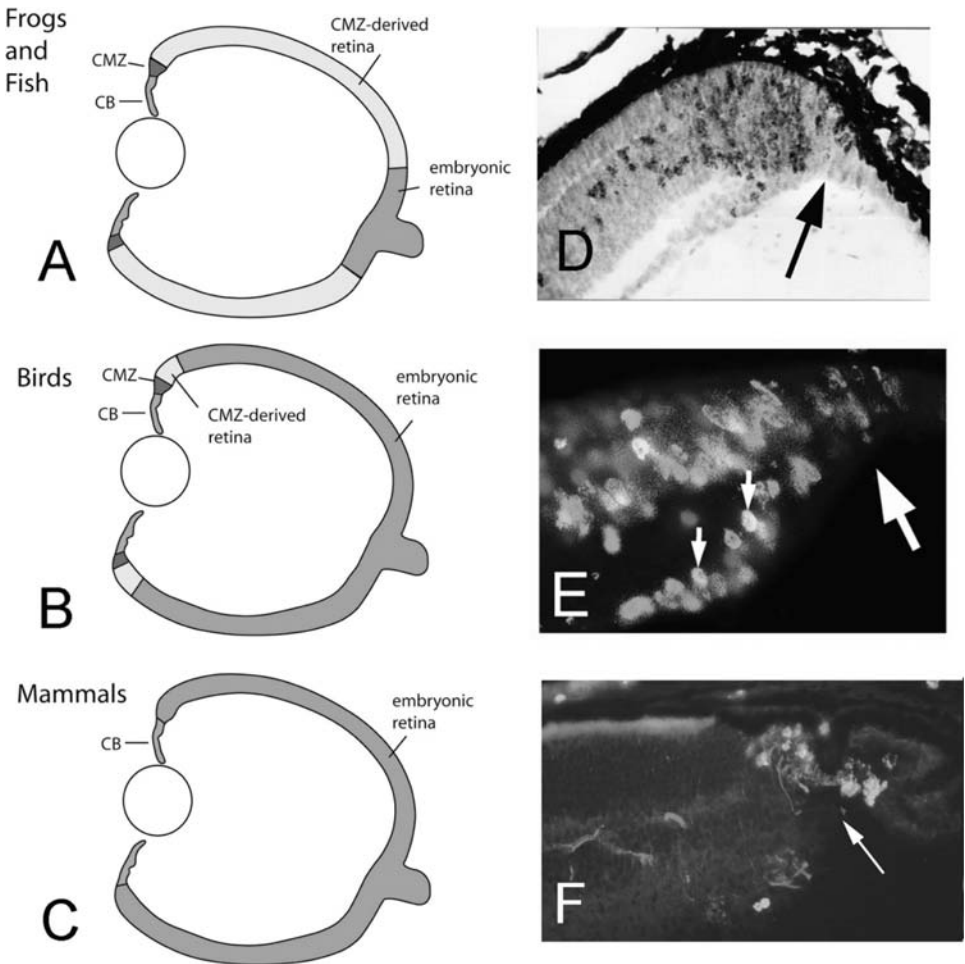 Frogs
and
Fish
CMZ-derived
retina
CMZ
CB
embryonic
retina
A
D
Birds
CMZ
CB
CMZ-derived
retina
embryonic
retina
B
E
Mammals
CB
embryonic
retina
C
F